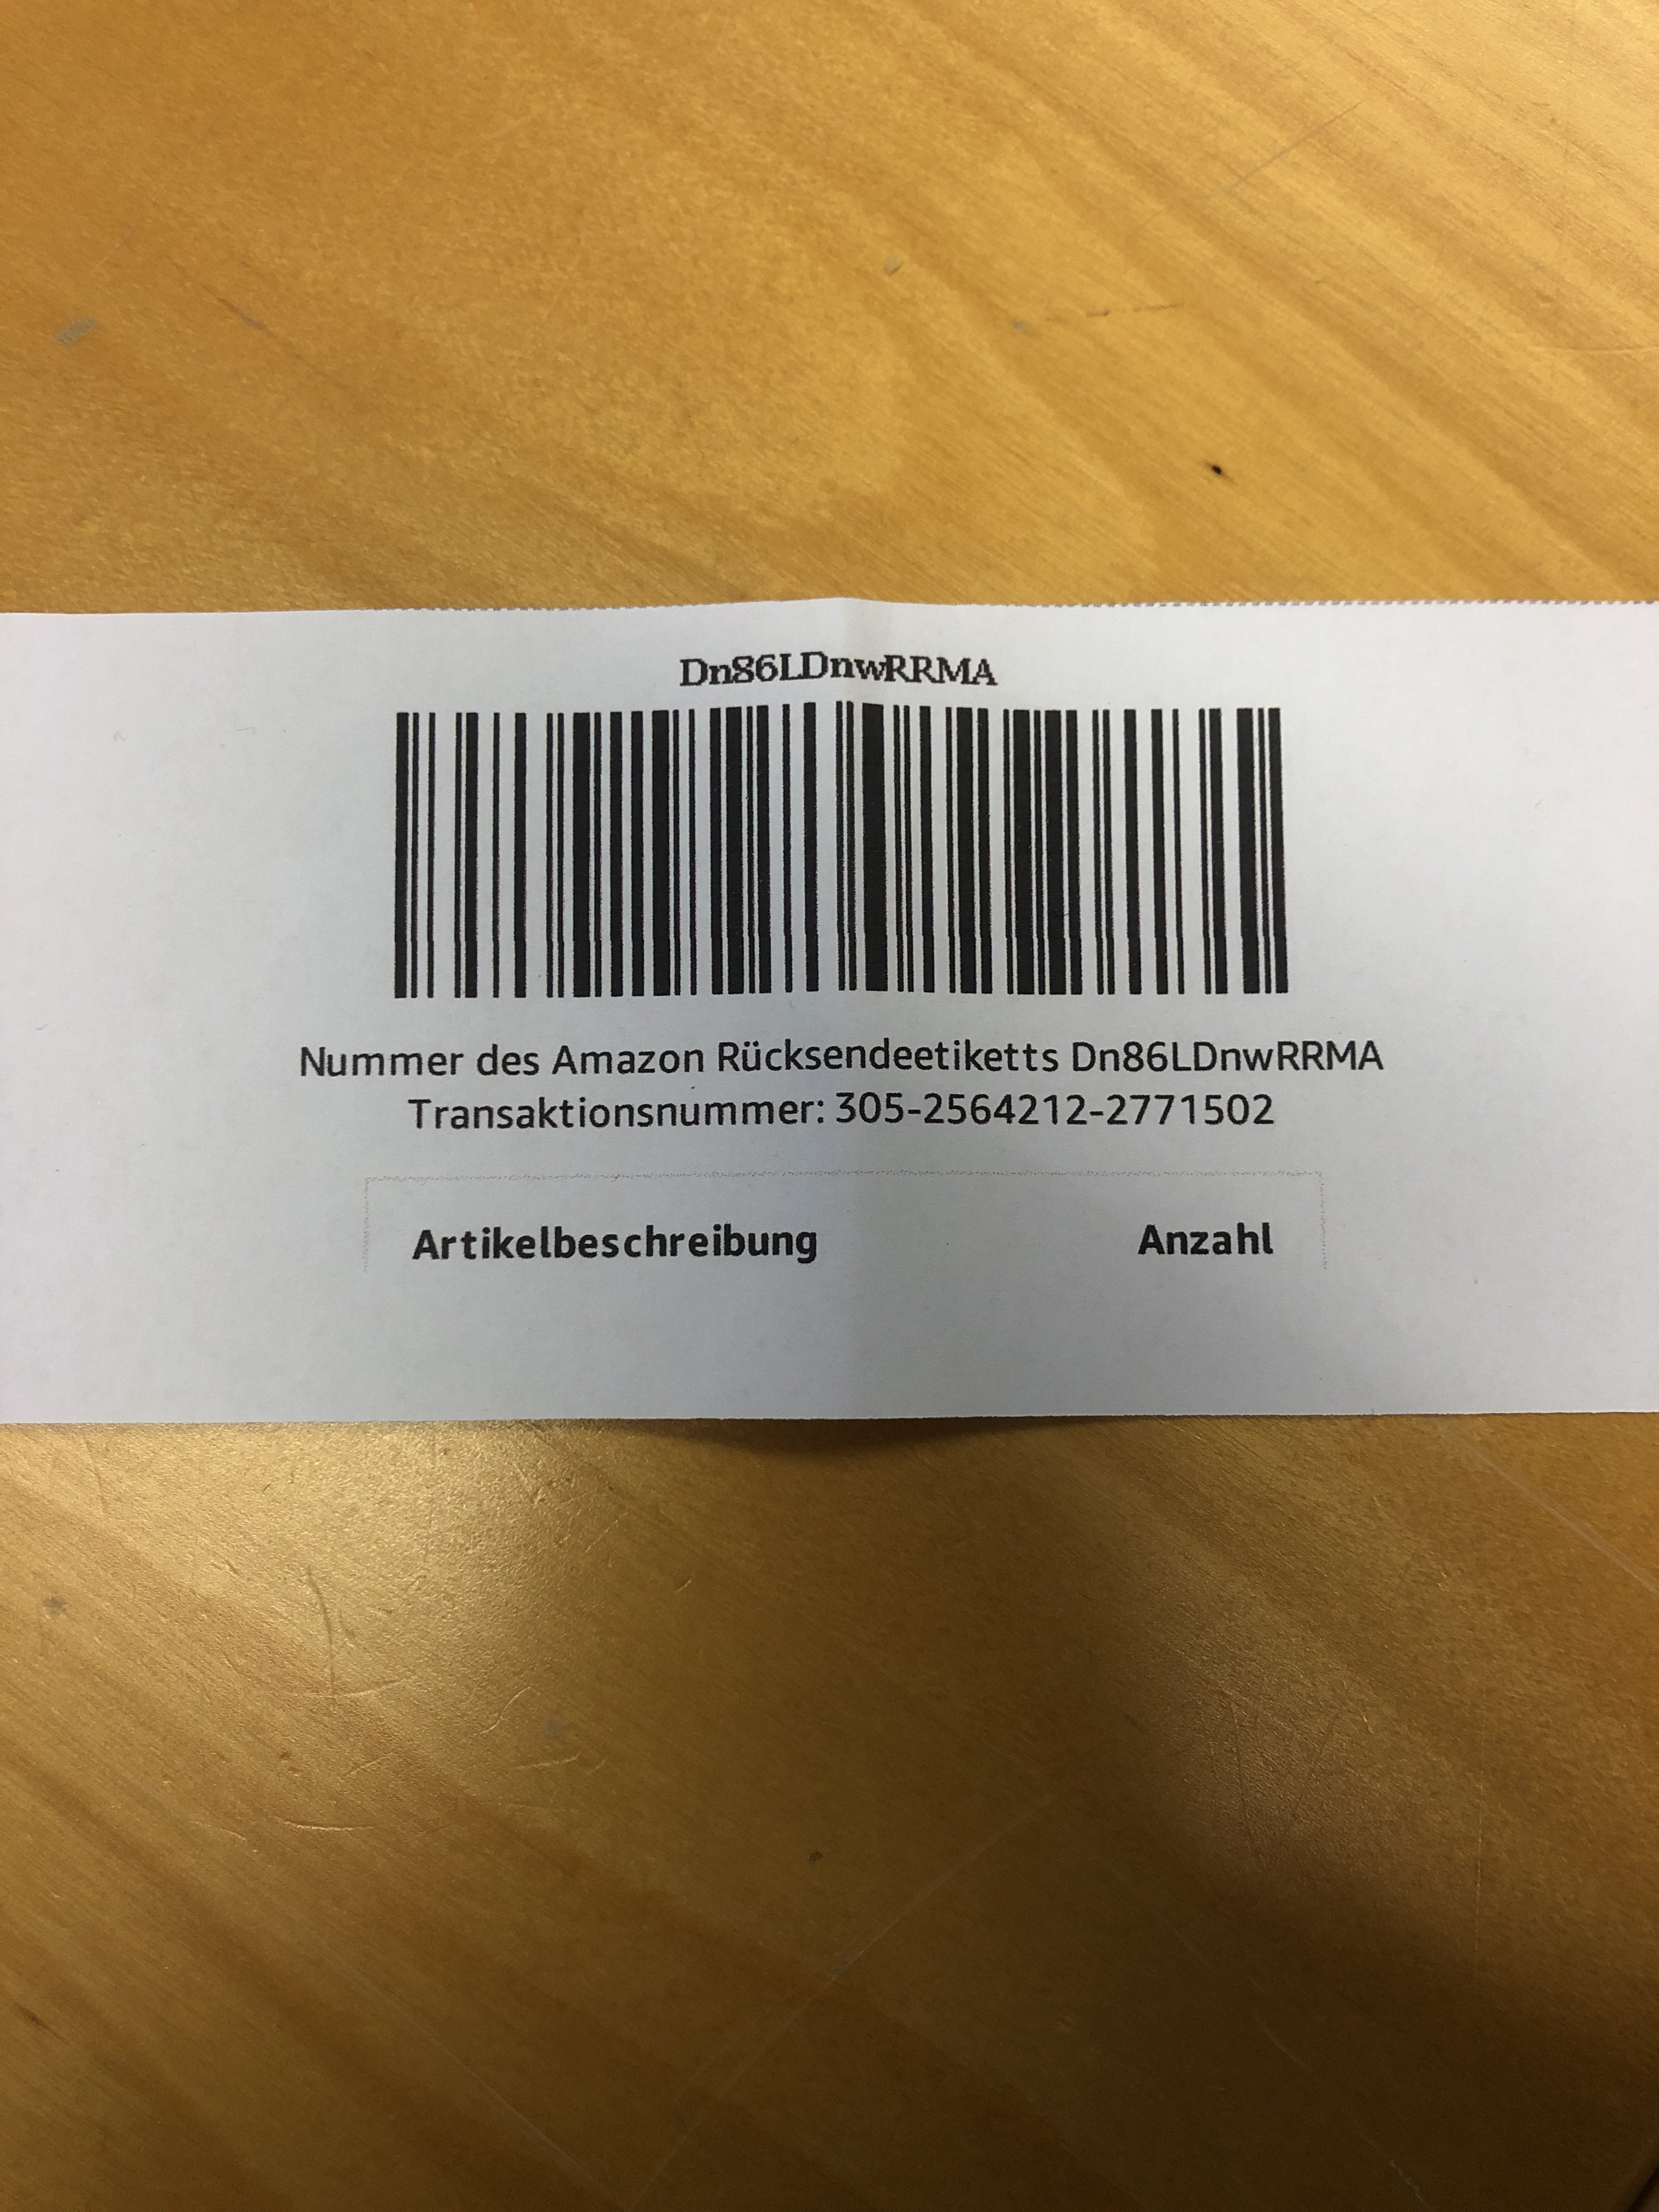 Dn86LDnwRRMA
Nummer des Amazon Rücksendeetiketts Dn86LDnwRRMA
Transaktionsnummer: 305-2564212-2771502
Artikelbeschreibung Anzahl